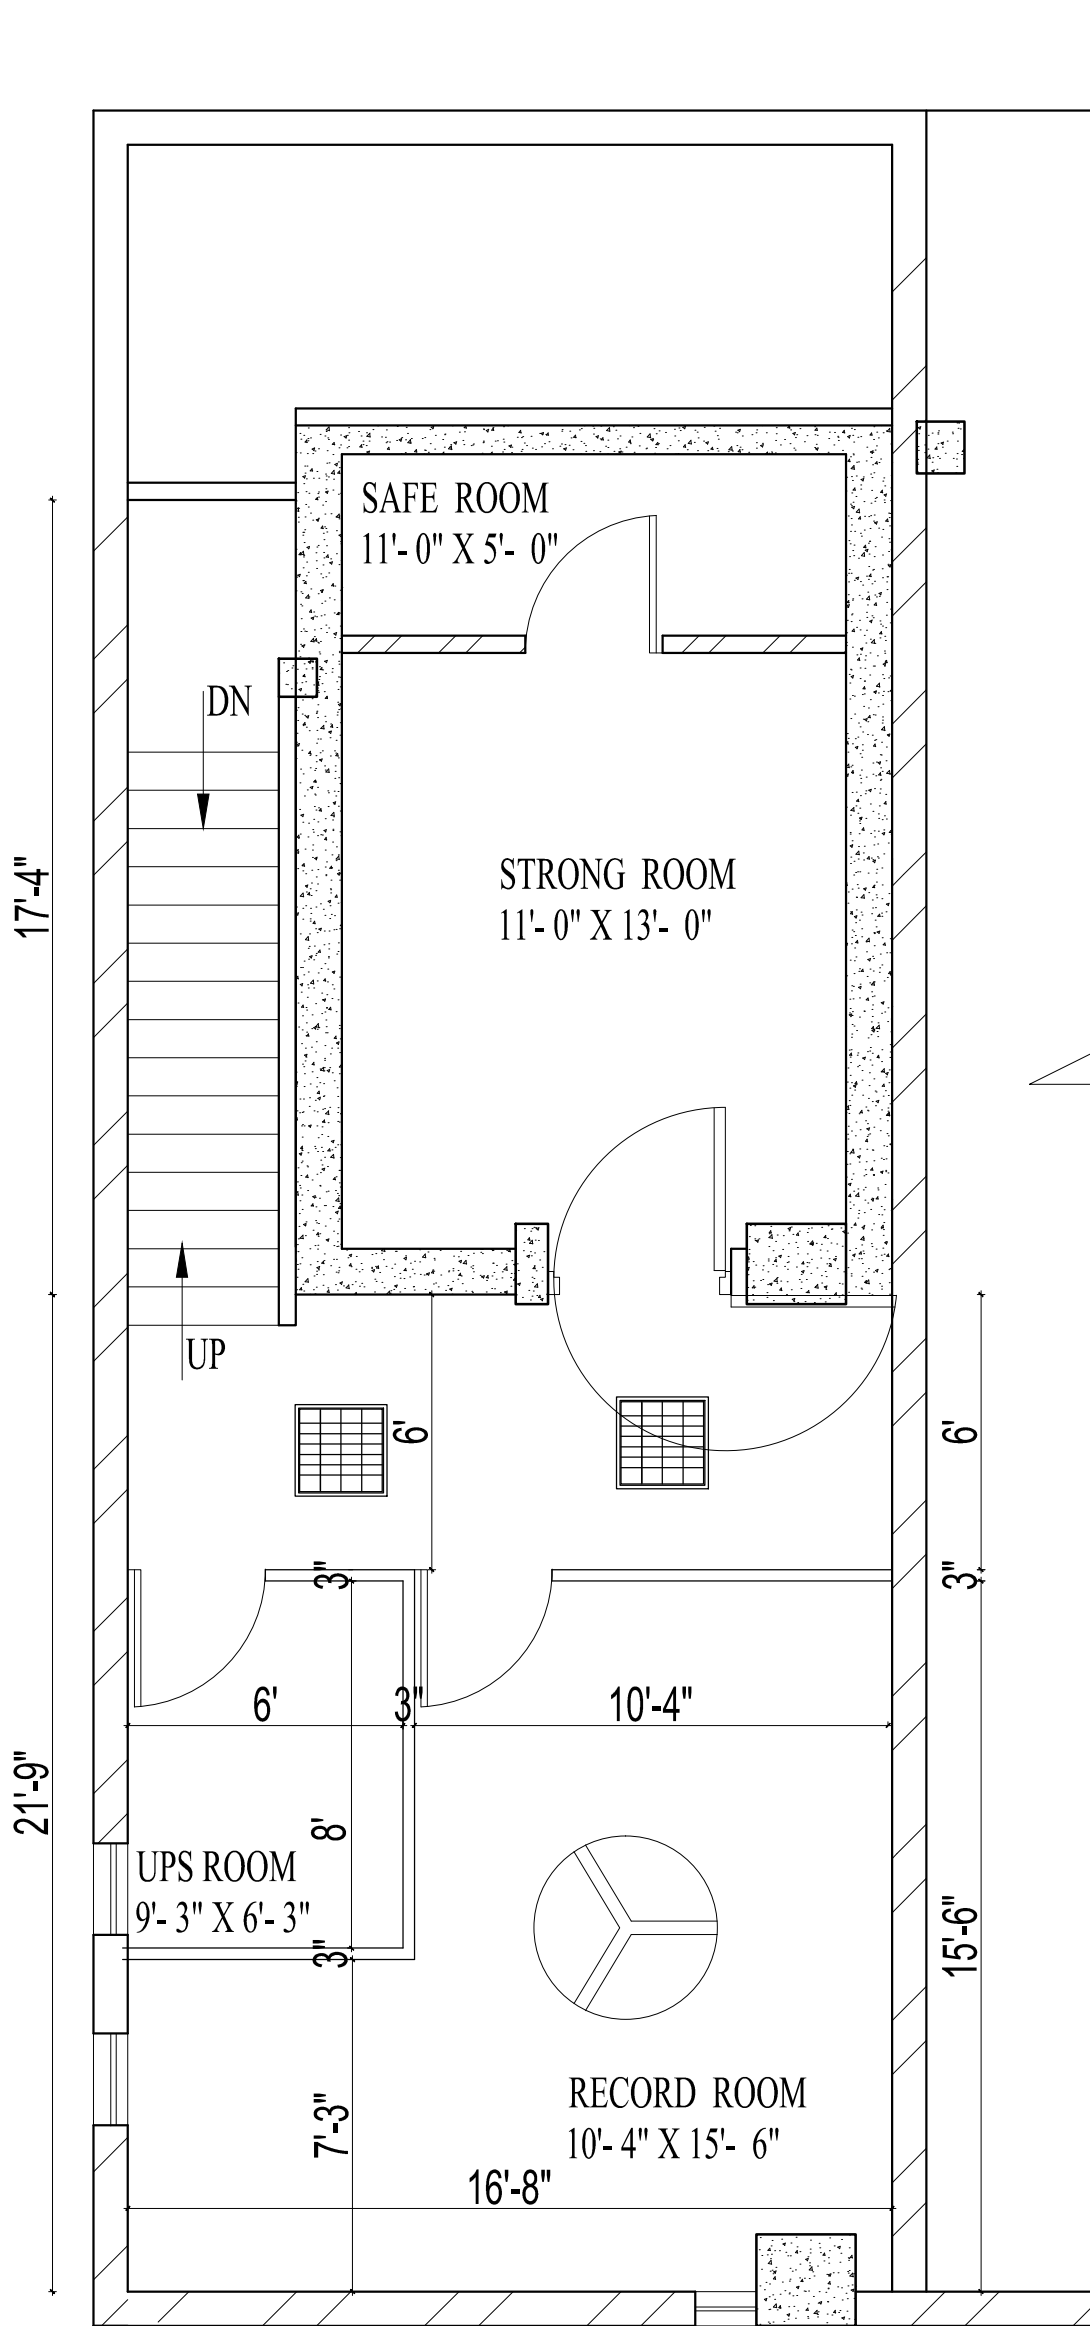 SAFE ROOM
11'- 0" X 5'- 0"
DN
17'-4"
STRONG ROOM
11'- 0" X 13'- 0"
UP
6'
6'
3"
3"
6'
3"
10'-4"
21'-9"
8'
UPS ROOM
9'- 3" X 6'- 3"
3"
15'-6"
RECORD ROOM
10'- 4" X 15'- 6"
7'-3"
16'-8"